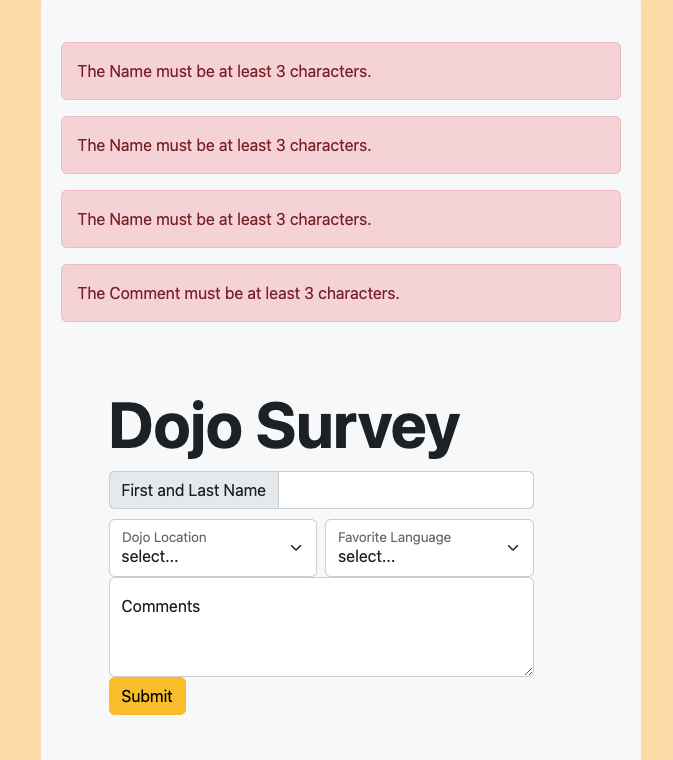 The Name must be at least 3 characters.
The Name must be at least 3 characters.
The Name must be at least 3 characters.
The Comment must be at least 3 characters.
Dojo Survey
First and Last Name
Dojo Location
select...
Favorite Language
select...
Comments
Submit